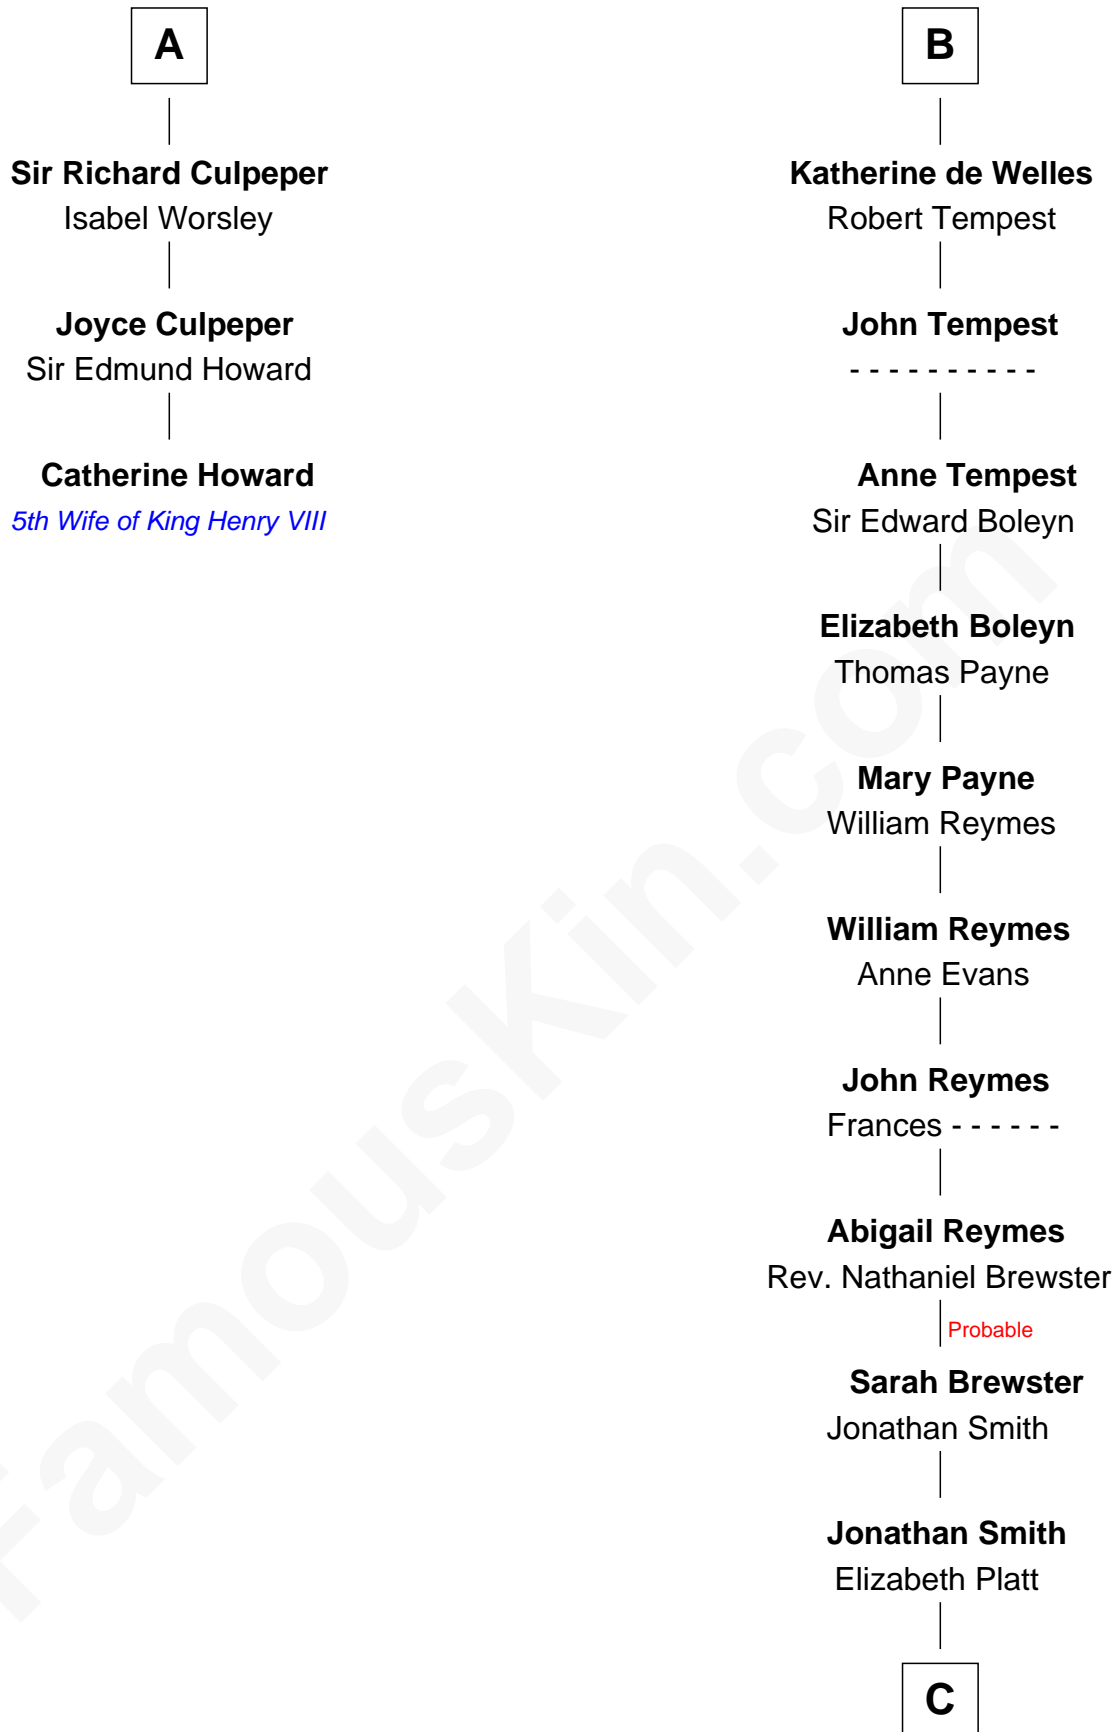 A
Sir Richard Culpeper
Isabel Worsley
Joyce Culpeper
Sir Edmund Howard
Catherine Howard
5th Wife of King Henry VIII
B
Katherine de Welles
Robert Tempest
John Tempest
- - - - - - - - - -
Anne Tempest
Sir Edward Boleyn
Elizabeth Boleyn
Thomas Payne
Mary Payne
William Reymes
William Reymes
Anne Evans
John Reymes
Frances - - - - - -
Abigail Reymes
Rev. Nathaniel Brewster
Probable
Sarah Brewster
Jonathan Smith
Jonathan Smith
Elizabeth Platt
C
FamousKin.com